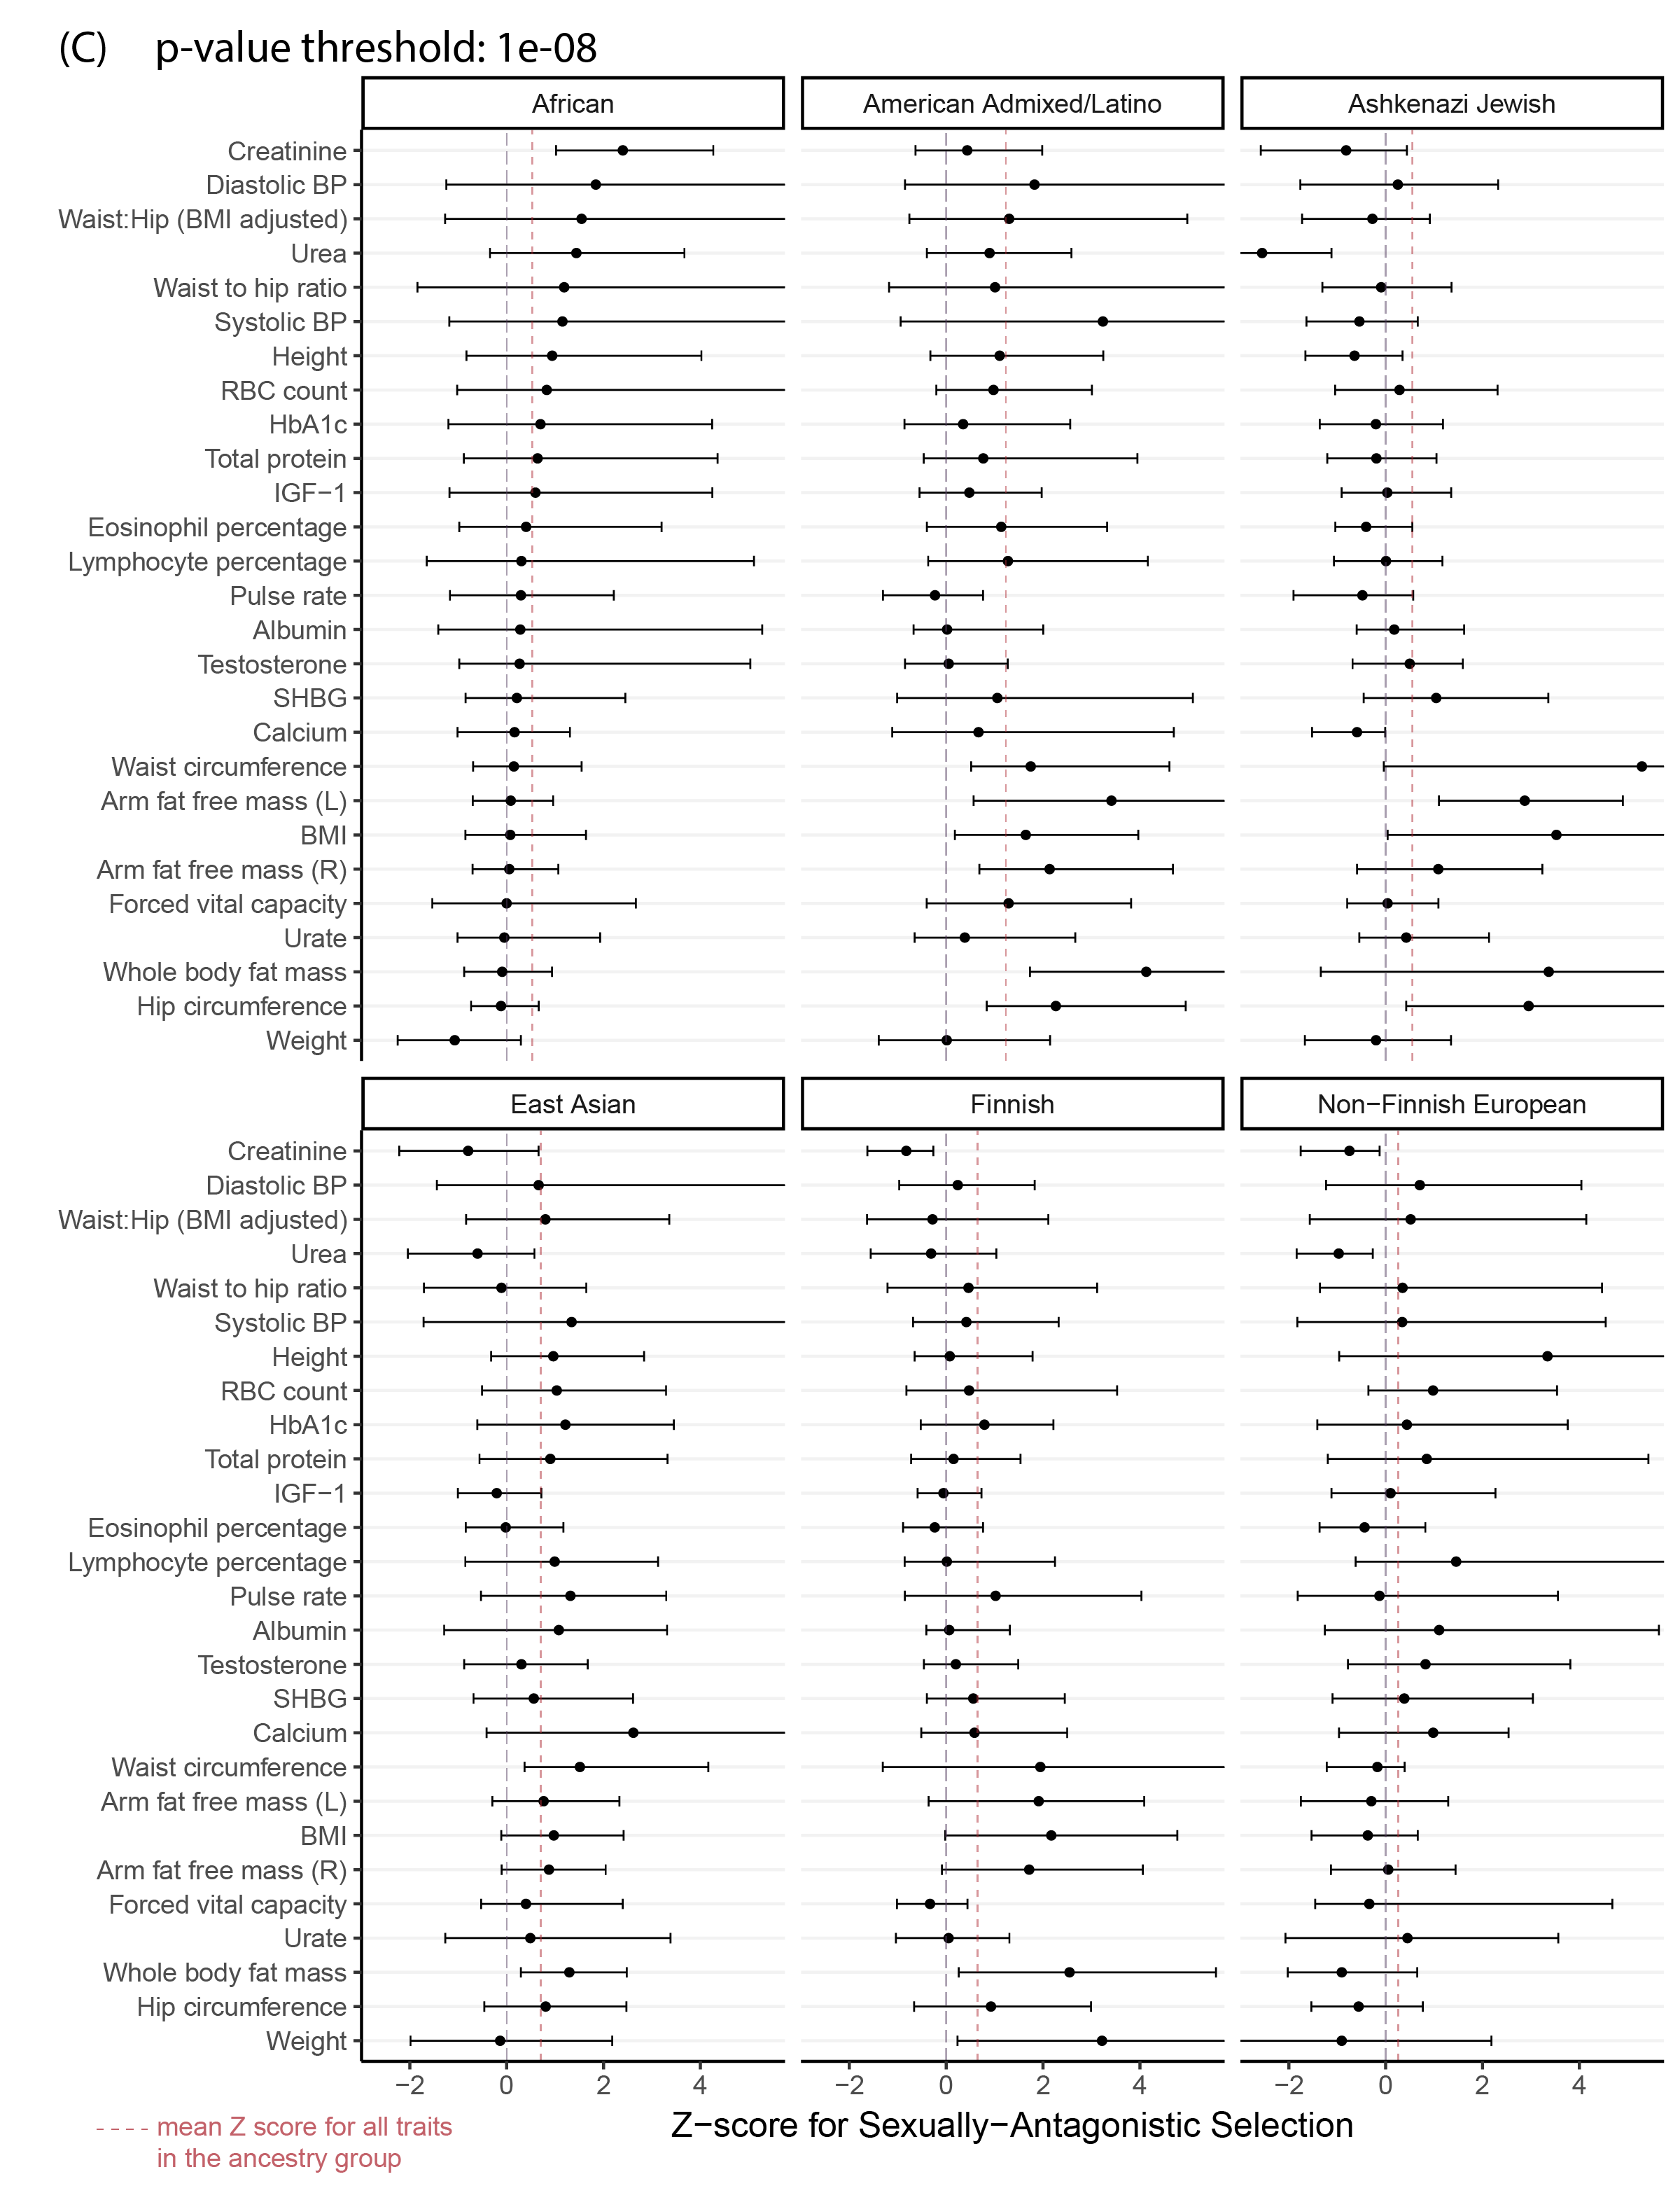 (C) p-value threshold: 1e-08
African American Admixed/Latino Ashkenazi Jewish
Creatinine
Diastolic BP
Waist:Hip (BMI adjusted)
Urea
Waist to hip ratio
Systolic BP
Height
RBC count
HbA1c
Total protein
IGF−1
Eosinophil percentage
Lymphocyte percentage
Pulse rate
Albumin
Testosterone
SHBG
Calcium
Waist circumference
Arm fat free mass (L)
BMI
Arm fat free mass (R)
Forced vital capacity
Urate
Whole body fat mass
Hip circumference
Weight
East Asian Finnish Non−Finnish European
Creatinine
Diastolic BP
Waist:Hip (BMI adjusted)
Urea
Waist to hip ratio
Systolic BP
Height
RBC count
HbA1c
Total protein
IGF−1
Eosinophil percentage
Lymphocyte percentage
Pulse rate
Albumin
Testosterone
SHBG
Calcium
Waist circumference
Arm fat free mass (L)
BMI
Arm fat free mass (R)
Forced vital capacity
Urate
Whole body fat mass
Hip circumference
Weight
−2 0 2 4 −2 0 2 4 −2 0 2 4
Z−score for Sexually−Antagonistic Selection
mean Z score for all traits
in the ancestry group